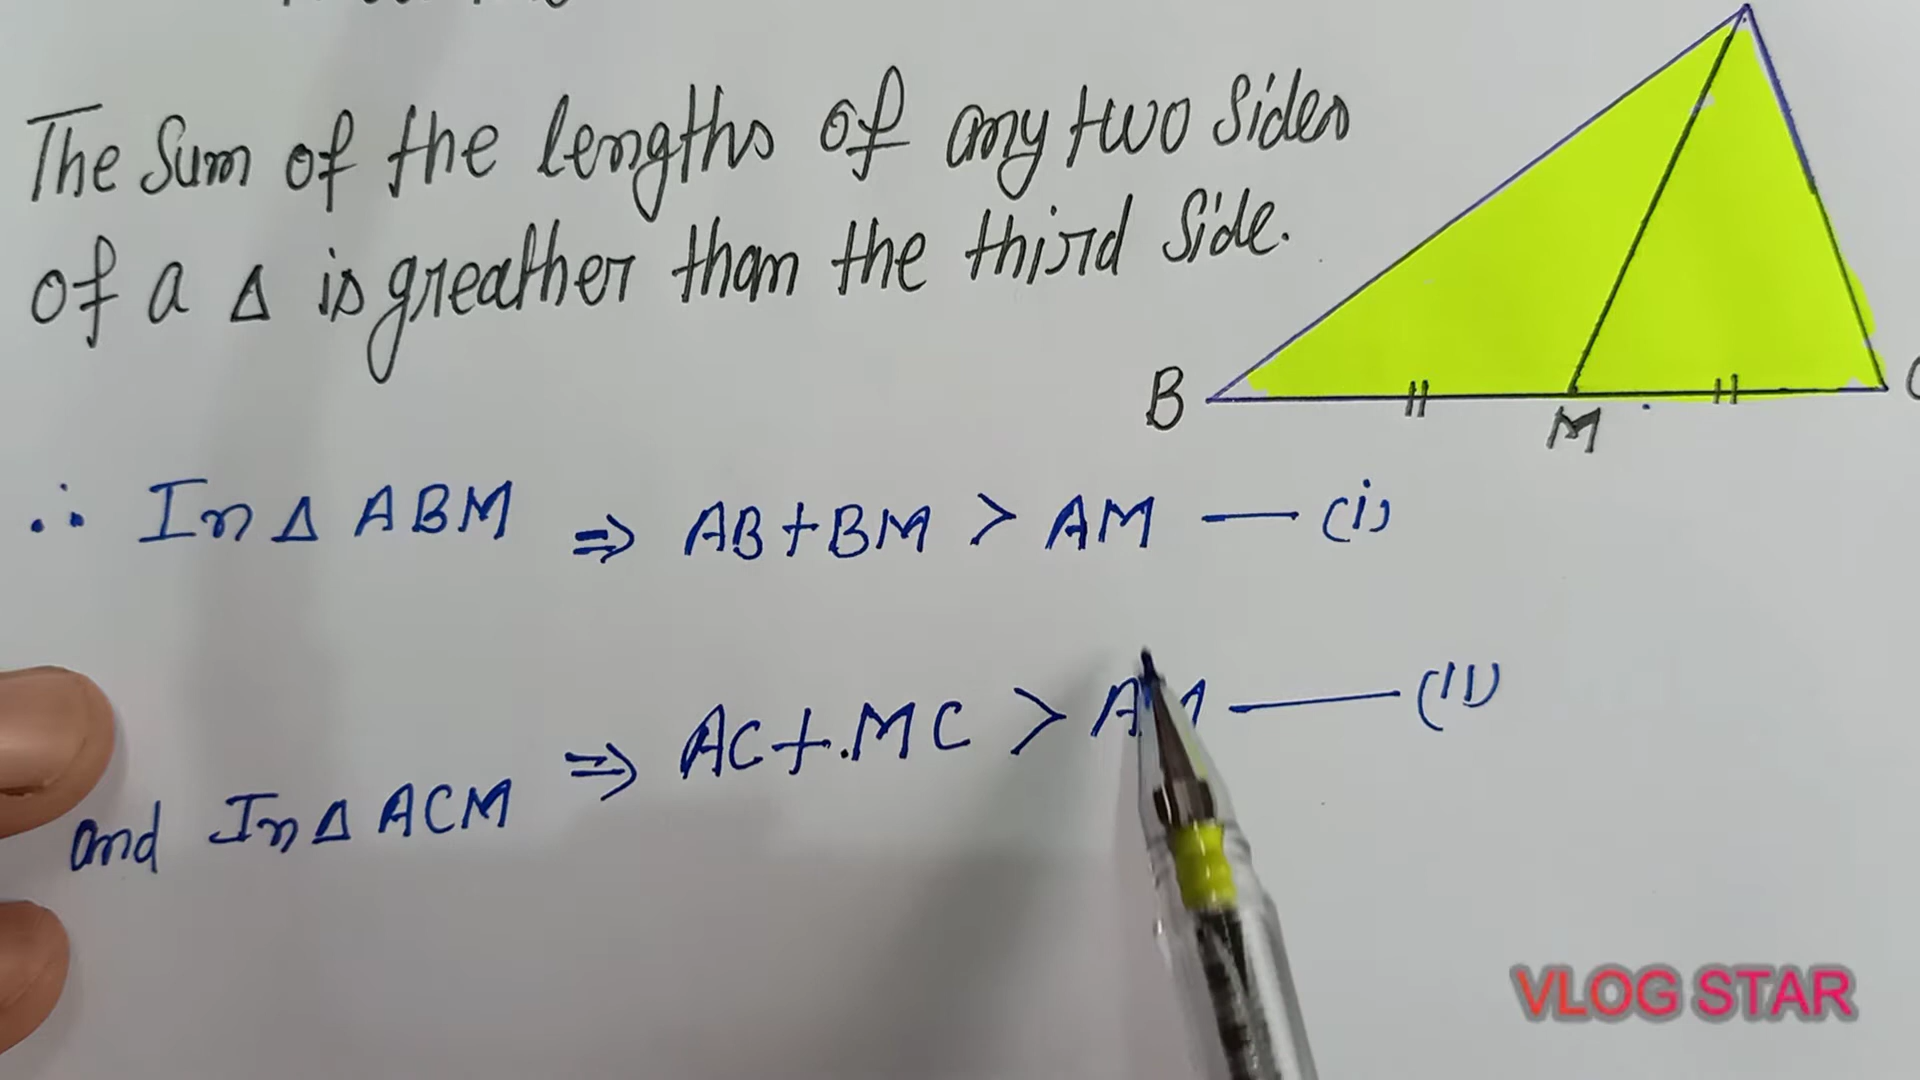 The Sum of the lengths of any two Sides
of a Δ is greather than the third Side.
B
M
∴ In Δ ABM ⇒ AB+BM > AM — (i)
and In Δ ACM ⇒ AC+.MC > AM — (ii)
VLOG STAR